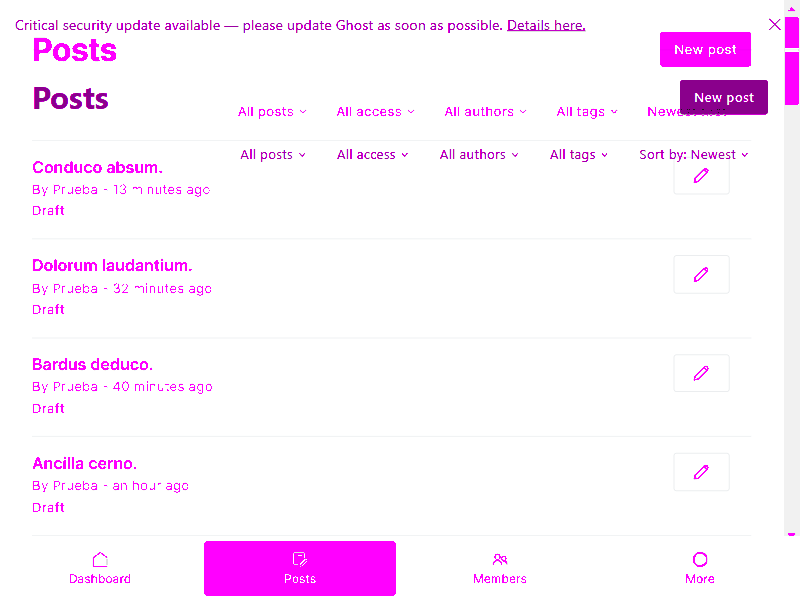 Critical security update available — please update Ghost as soon as possible. Details here.
Posts
New post
Posts
New post
All posts
All access
All authors
All tags
All posts
All access
All authors
All tags
Sort by: Newest
Conduco absum.
By Prueba - 13 minutes ago
Draft
Dolorum laudantium.
By Prueba - 32 minutes ago
Draft
Bardus deduco.
By Prueba - 40 minutes ago
Draft
Ancilla cerno.
By Prueba - an hour ago
Draft
Dashboard
Posts
Members
More